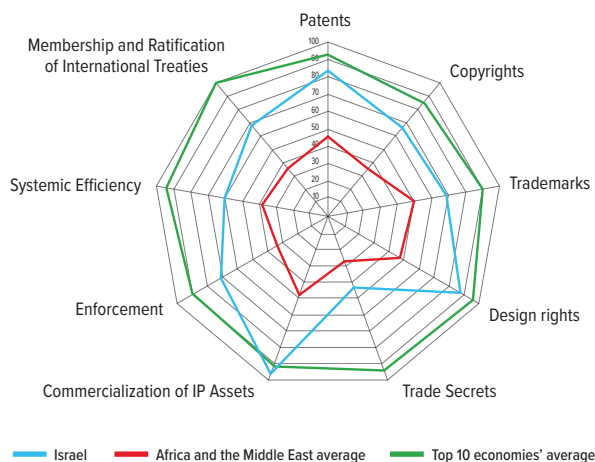 Patents
100
90
80
70
60
50
40
30
20
10
Membership and Ratification
of International Treaties
Copyrights
Systemic Efficiency
Trademarks
Enforcement
Design rights
Commercialization of IP Assets
Trade Secrets
Israel
Africa and the Middle East average
Top 10 economies’ average